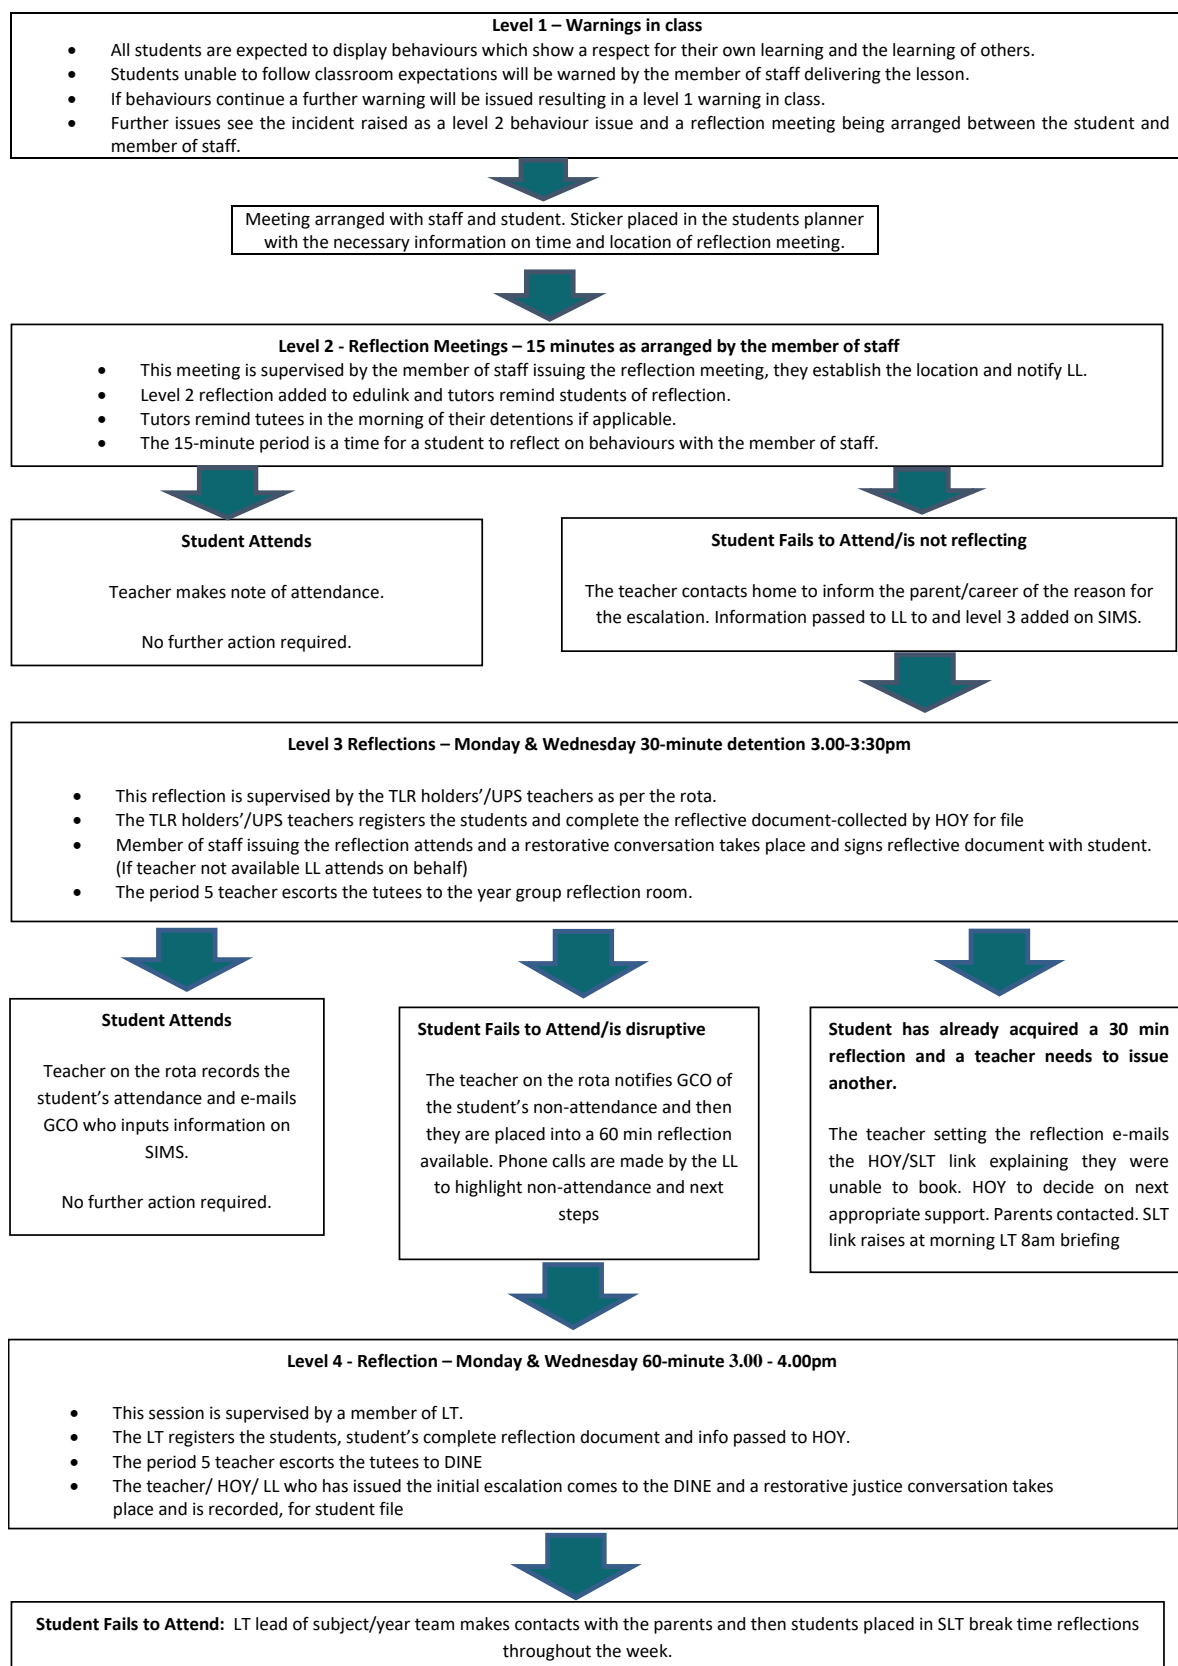 Level 1 – Warnings in class
• All students are expected to display behaviours which show a respect for their own learning and the learning of others.
• Students unable to follow classroom expectations will be warned by the member of staff delivering the lesson.
• If behaviours continue a further warning will be issued resulting in a level 1 warning in class.
• Further issues see the incident raised as a level 2 behaviour issue and a reflection meeting being arranged between the student and
member of staff.
Meeting arranged with staff and student. Sticker placed in the students planner
with the necessary information on time and location of reflection meeting.
Level 2 - Reflection Meetings – 15 minutes as arranged by the member of staff
• This meeting is supervised by the member of staff issuing the reflection meeting, they establish the location and notify LL.
• Level 2 reflection added to edulink and tutors remind students of reflection.
• Tutors remind tutees in the morning of their detentions if applicable.
• The 15-minute period is a time for a student to reflect on behaviours with the member of staff.
Student Attends
Teacher makes note of attendance.
No further action required.
Student Fails to Attend/is not reflecting
The teacher contacts home to inform the parent/career of the reason for
the escalation. Information passed to LL to and level 3 added on SIMS.
Level 3 Reflections – Monday & Wednesday 30-minute detention 3.00-3:30pm
• This reflection is supervised by the TLR holders’/UPS teachers as per the rota.
• The TLR holders’/UPS teachers registers the students and complete the reflective document-collected by HOY for file
• Member of staff issuing the reflection attends and a restorative conversation takes place and signs reflective document with student.
(If teacher not available LL attends on behalf)
• The period 5 teacher escorts the tutees to the year group reflection room.
Student Attends
Teacher on the rota records the
student’s attendance and e-mails
GCO who inputs information on
SIMS.
No further action required.
Student Fails to Attend/is disruptive
The teacher on the rota notifies GCO of
the student’s non-attendance and then
they are placed into a 60 min reflection
available. Phone calls are made by the LL
to highlight non-attendance and next
steps
Student has already acquired a 30 min
reflection and a teacher needs to issue
another.
The teacher setting the reflection e-mails
the HOY/SLT link explaining they were
unable to book. HOY to decide on next
appropriate support. Parents contacted. SLT
link raises at morning LT 8am briefing
Level 4 - Reflection – Monday & Wednesday 60-minute 3.00 - 4.00pm
• This session is supervised by a member of LT.
• The LT registers the students, student’s complete reflection document and info passed to HOY.
• The period 5 teacher escorts the tutees to DINE
• The teacher/ HOY/ LL who has issued the initial escalation comes to the DINE and a restorative justice conversation takes
place and is recorded, for student file
Student Fails to Attend: LT lead of subject/year team makes contacts with the parents and then students placed in SLT break time reflections
throughout the week.